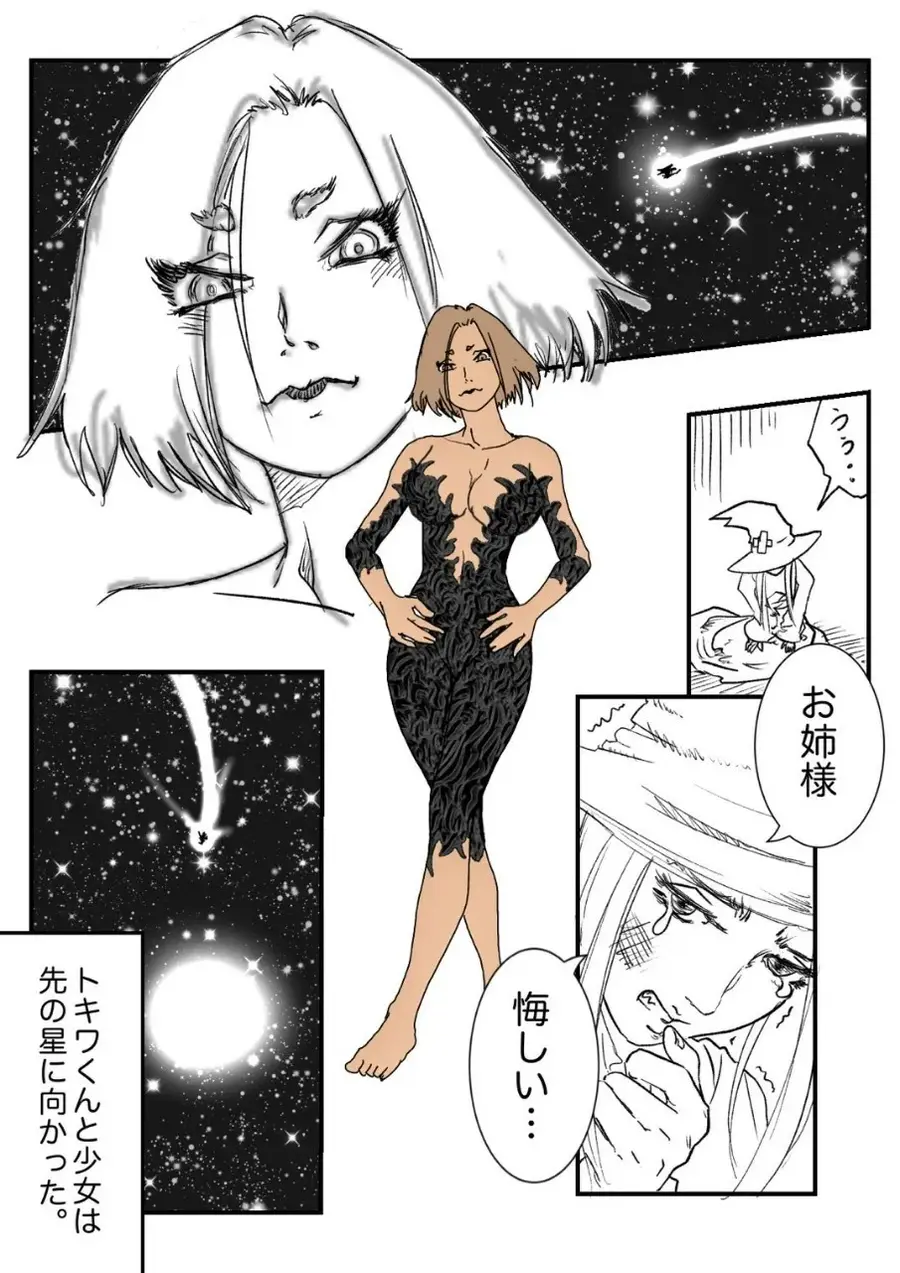 うぅ‥
お姉様
悔しい…
トキワくんと少女は
先の星に向かった。